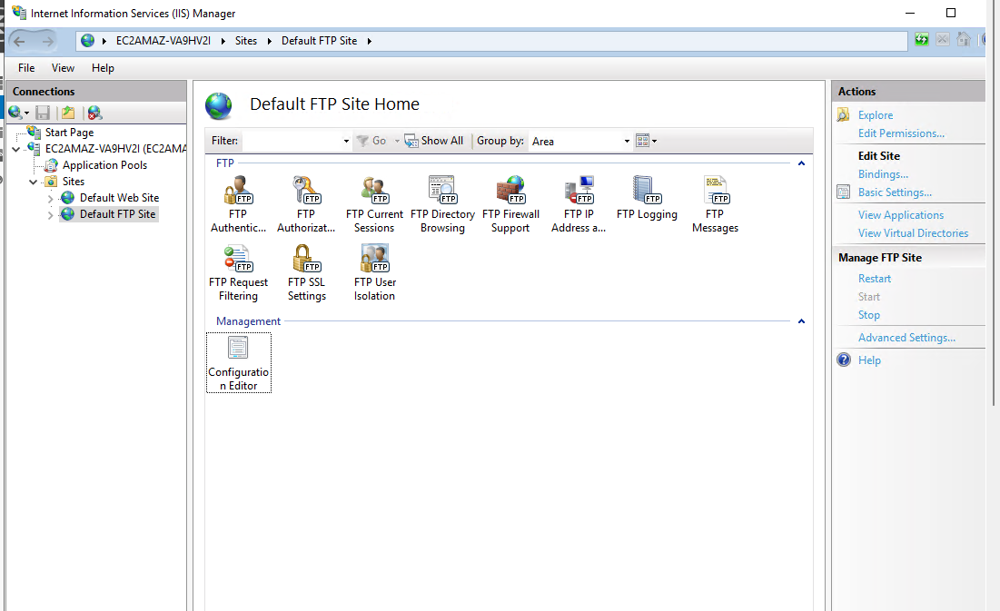 Internet Information Services (IIS) Manager
EC2AMAZ-VA9HV2I
Sites
Default FTP Site
File
View
Help
Connections
Start Page
EC2AMAZ-VA9HV2I (EC2AMA
Application Pools
Sites
Default Web Site
Default FTP Site
Default FTP Site Home
Filter:
Go
Show All
Group by:
Area
FTP
FTP
FTP
Authentic...
FTP
FTP
Authorizat...
FTP
FTP Current
Sessions
FTP
FTP Directory
Browsing
FTP
FTP Firewall
Support
FTP
FTP IP
Address a...
FTP
FTP Logging
FTP
FTP
Messages
FTP
FTP Request
Filtering
FTP
FTP SSL
Settings
FTP
FTP User
Isolation
Management
Configuratio
n Editor
Actions
Explore
Edit Permissions...
Edit Site
Bindings...
Basic Settings...
View Applications
View Virtual Directories
Manage FTP Site
Restart
Start
Stop
Advanced Settings...
Help